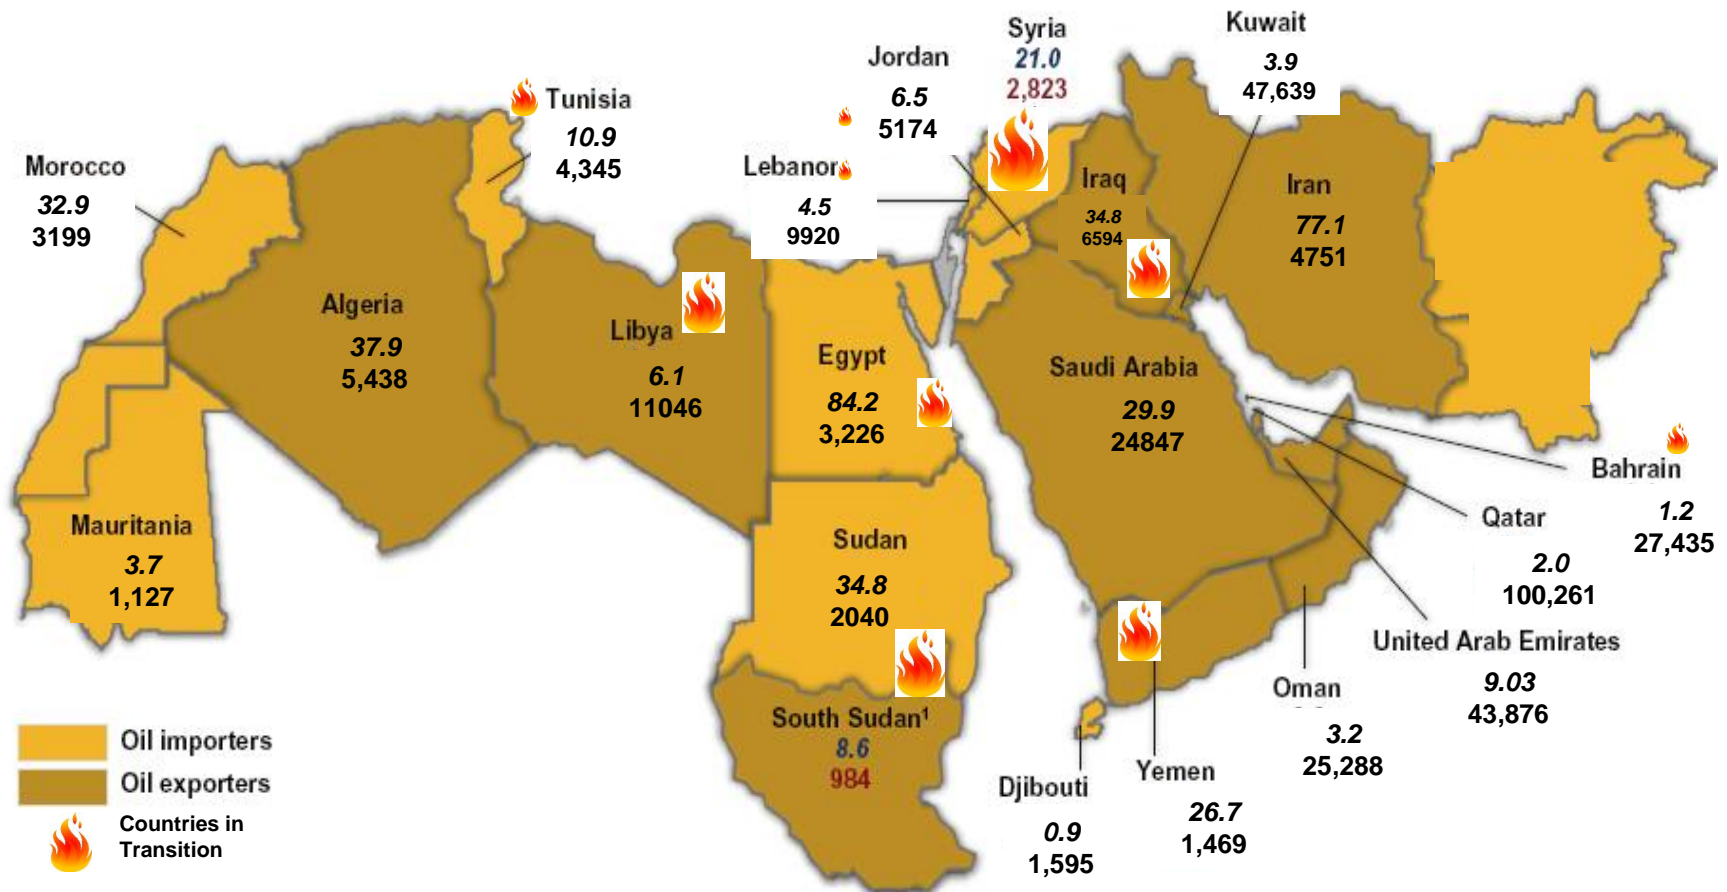 Kuwait
3.9
47,639
Syria
21.0
2,823
Jordan
6.5
5174
Tunisia
10.9
4,345
Morocco
32.9
3199
Lebanon
4.5
9920
Iraq
34.8
6594
Iran
77.1
4751
Algeria
37.9
5,438
Libya
6.1
11046
Egypt
84.2
3,226
Saudi Arabia
29.9
24847
Bahrain
1.2
27,435
Qatar
2.0
100,261
Mauritania
3.7
1,127
Sudan
34.8
2040
United Arab Emirates
9.03
43,876
Oman
3.2
25,288
South Sudan¹
8.6
984
Yemen
26.7
1,469
Djibouti
0.9
1,595
Oil importers
Oil exporters
Countries in
Transition